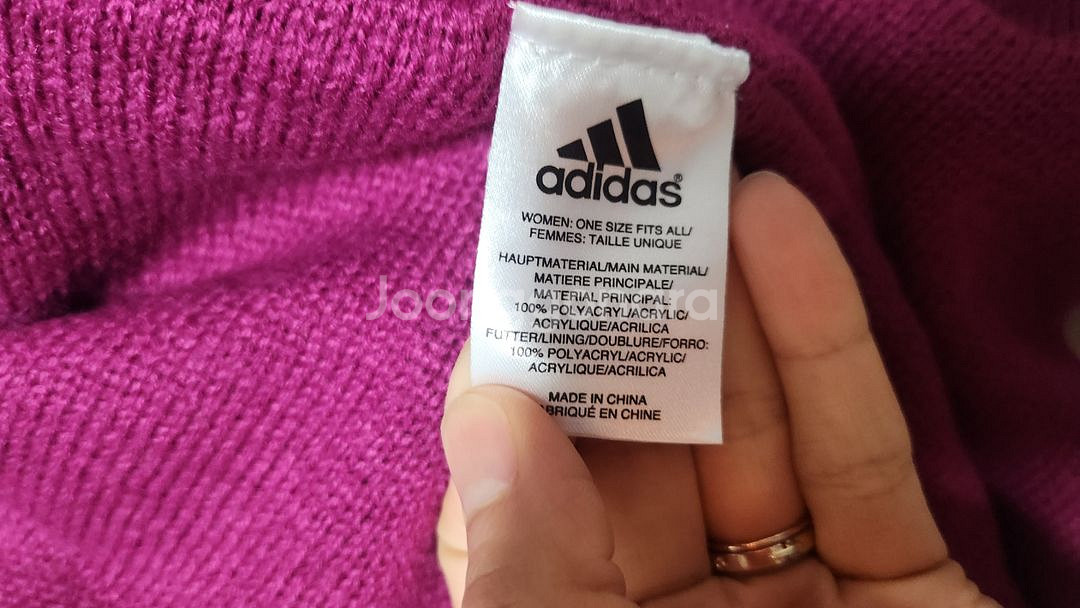 adidas®
WOMEN: ONE SIZE FITS ALL/
FEMMES: TAILLE UNIQUE
HAUPTMATERIAL/MAIN MATERIAL/
MATIERE PRINCIPALE/
MATERIAL PRINCIPAL:
100% POLYACRYL/ACRYLIC/
ACRYLIQUE/ACRILICA
FUTTER/LINING/DOUBLURE/FORRO:
100% POLYACRYL/ACRYLIC/
ACRYLIQUE/ACRILICA
MADE IN CHINA
BRIQUÉ EN CHINE